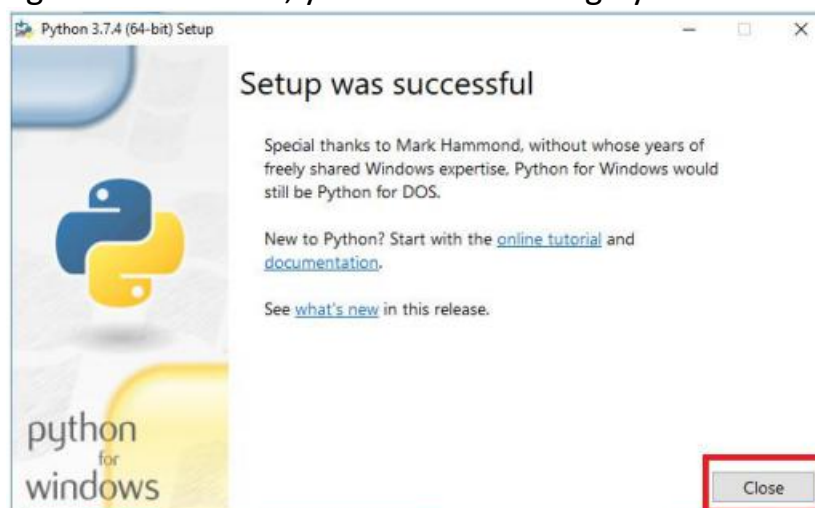 Python 3.7.4 (64-bit) Setup
Setup was successful
Special thanks to Mark Hammond, without whose years of
freely shared Windows expertise, Python for Windows would
still be Python for DOS.
New to Python? Start with the online tutorial and
documentation.
See what's new in this release.
python
for
windows
Close